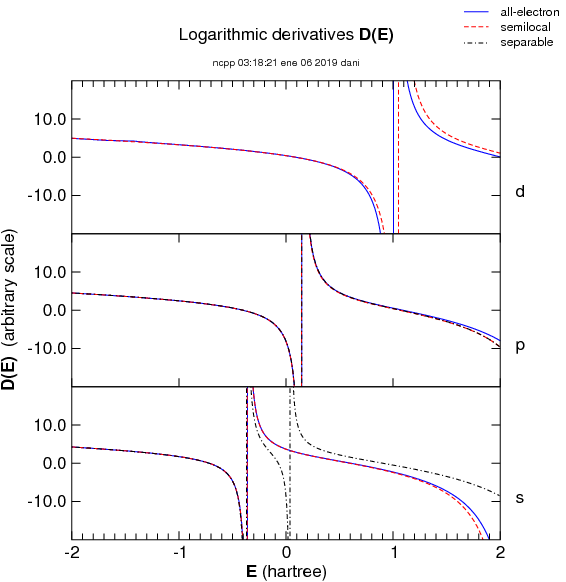 all-electron
semilocal
separable
Logarithmic derivatives D(E)
ncpp 03:18:21 ene 06 2019 dani
10.0
0.0
-10.0
d
10.0
0.0
-10.0
p
10.0
0.0
-10.0
s
D(E) (arbitrary scale)
-2 -1 0 1 2
E (hartree)